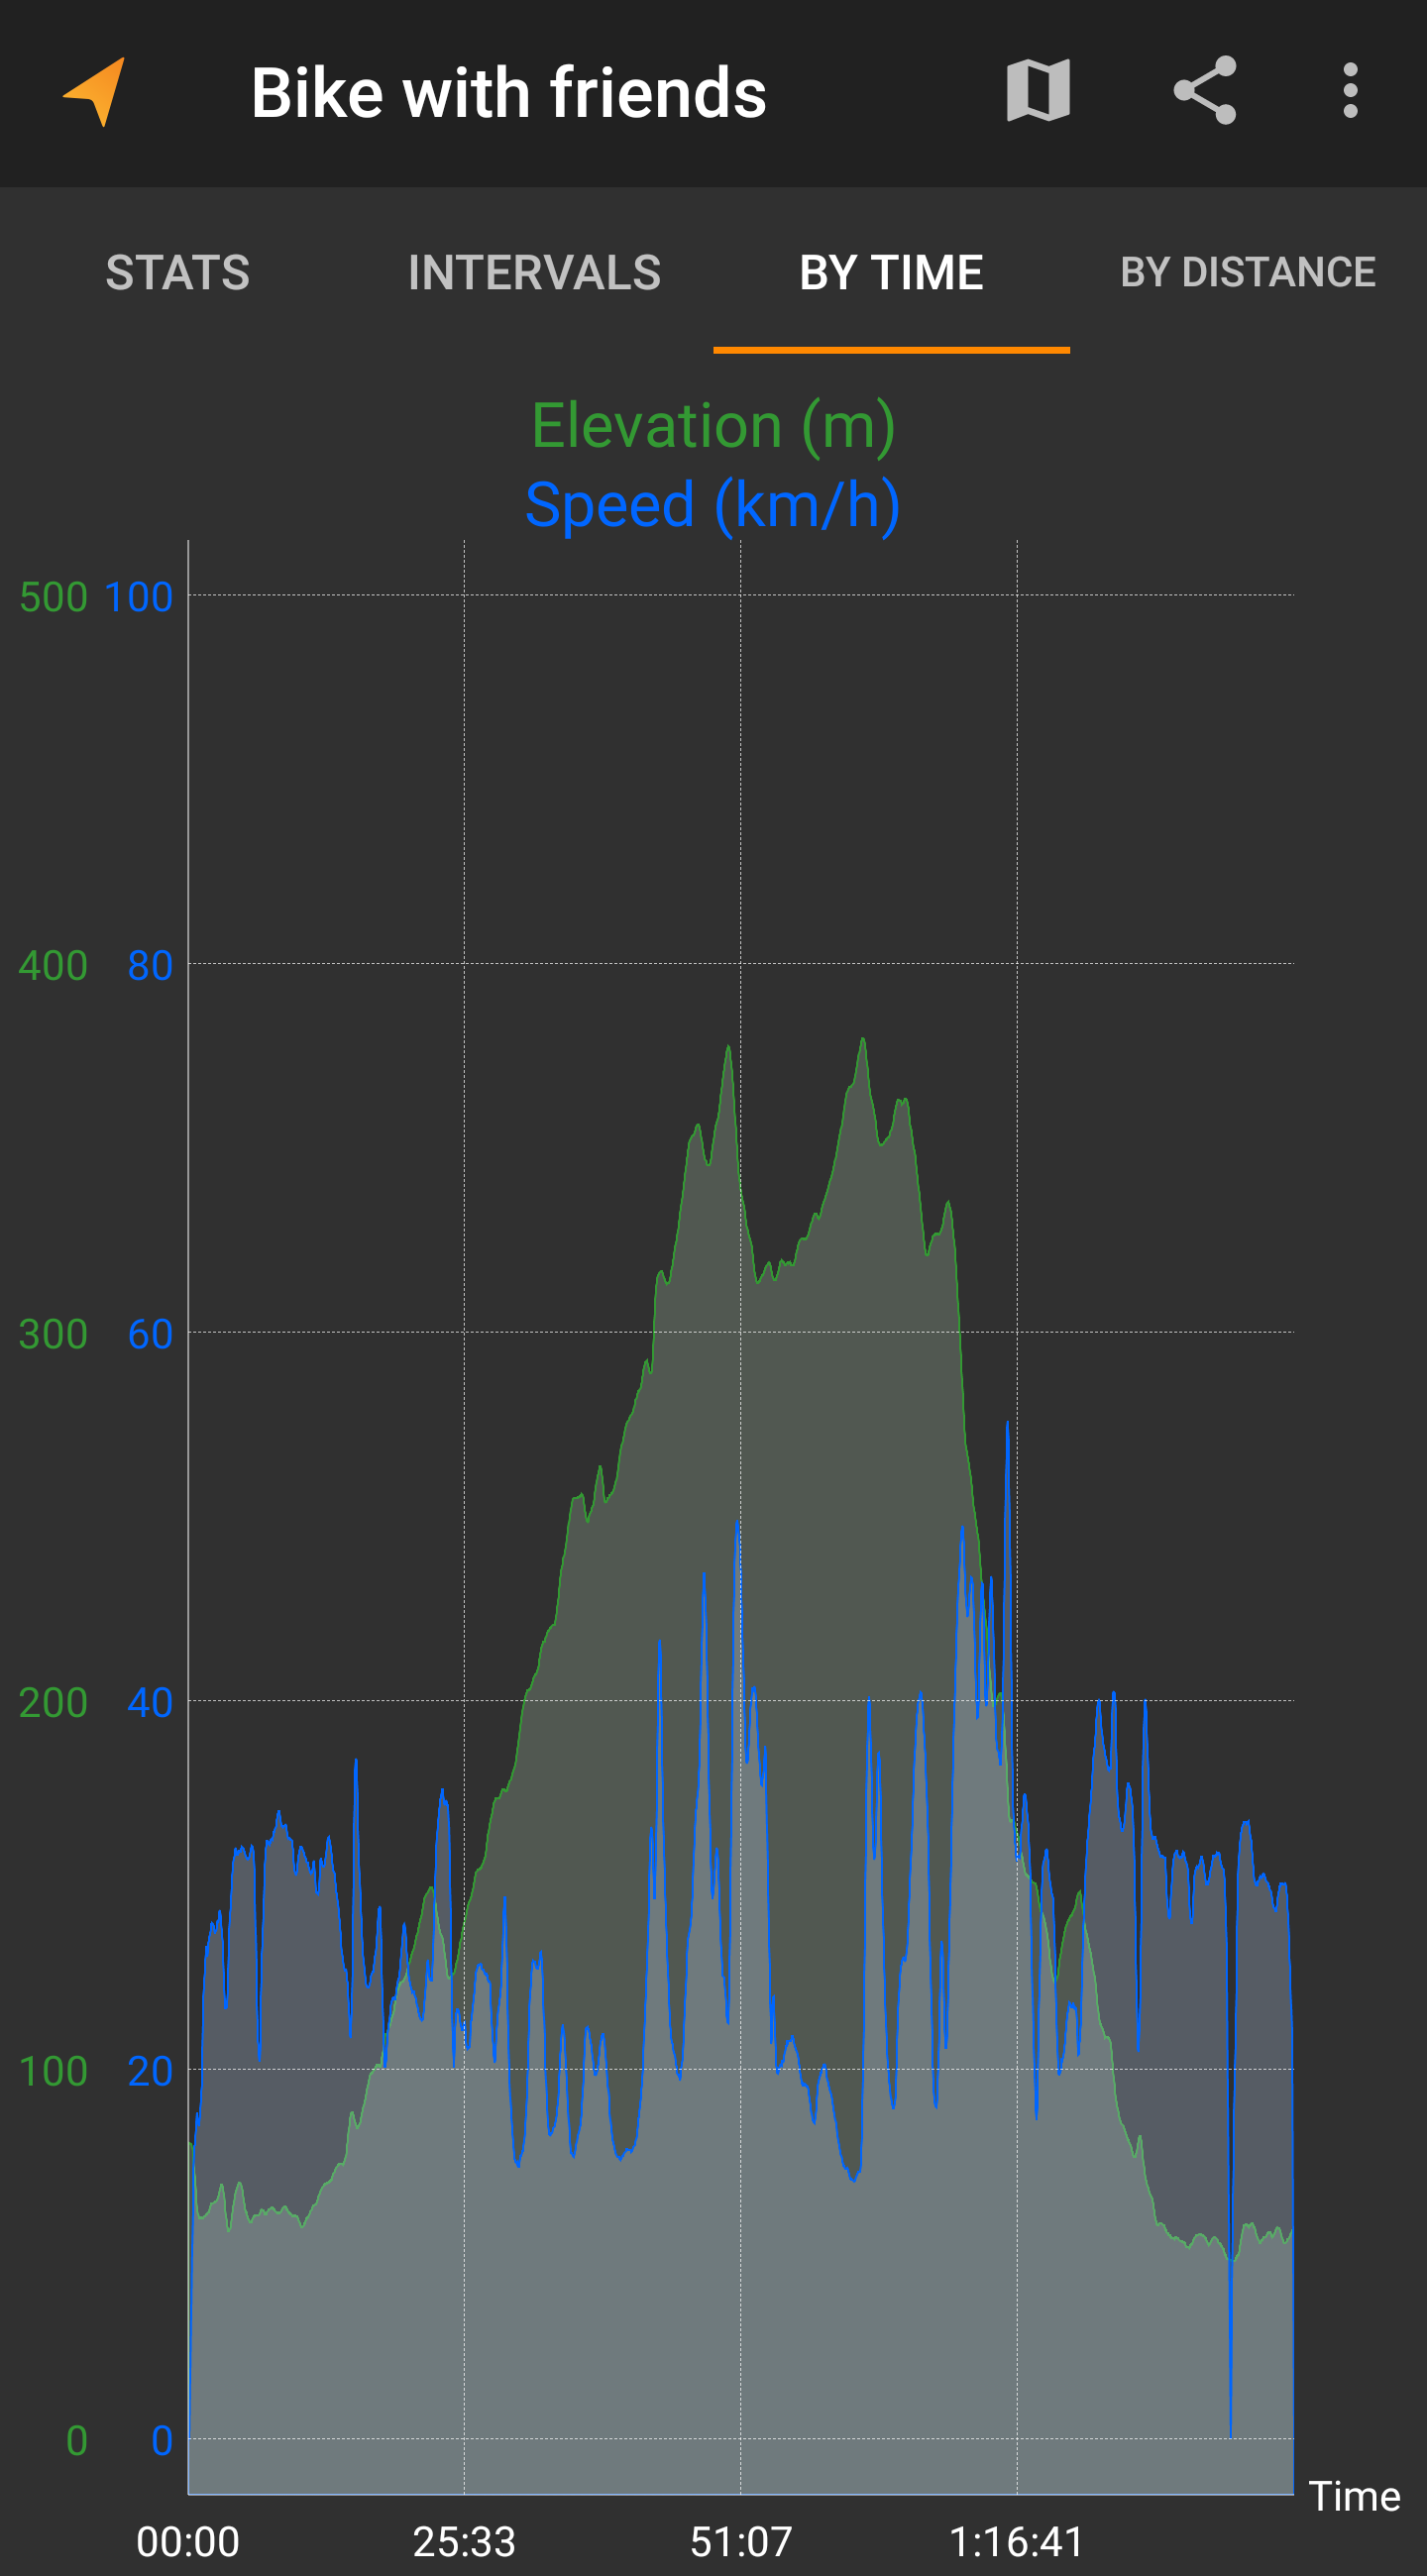 Bike with friends
STATS INTERVALS BY TIME BY DISTANCE
Elevation (m)
Speed (km/h)
500 100
400 80
300 60
200 40
100 20
0 0
Time
00:00 25:33 51:07 1:16:41